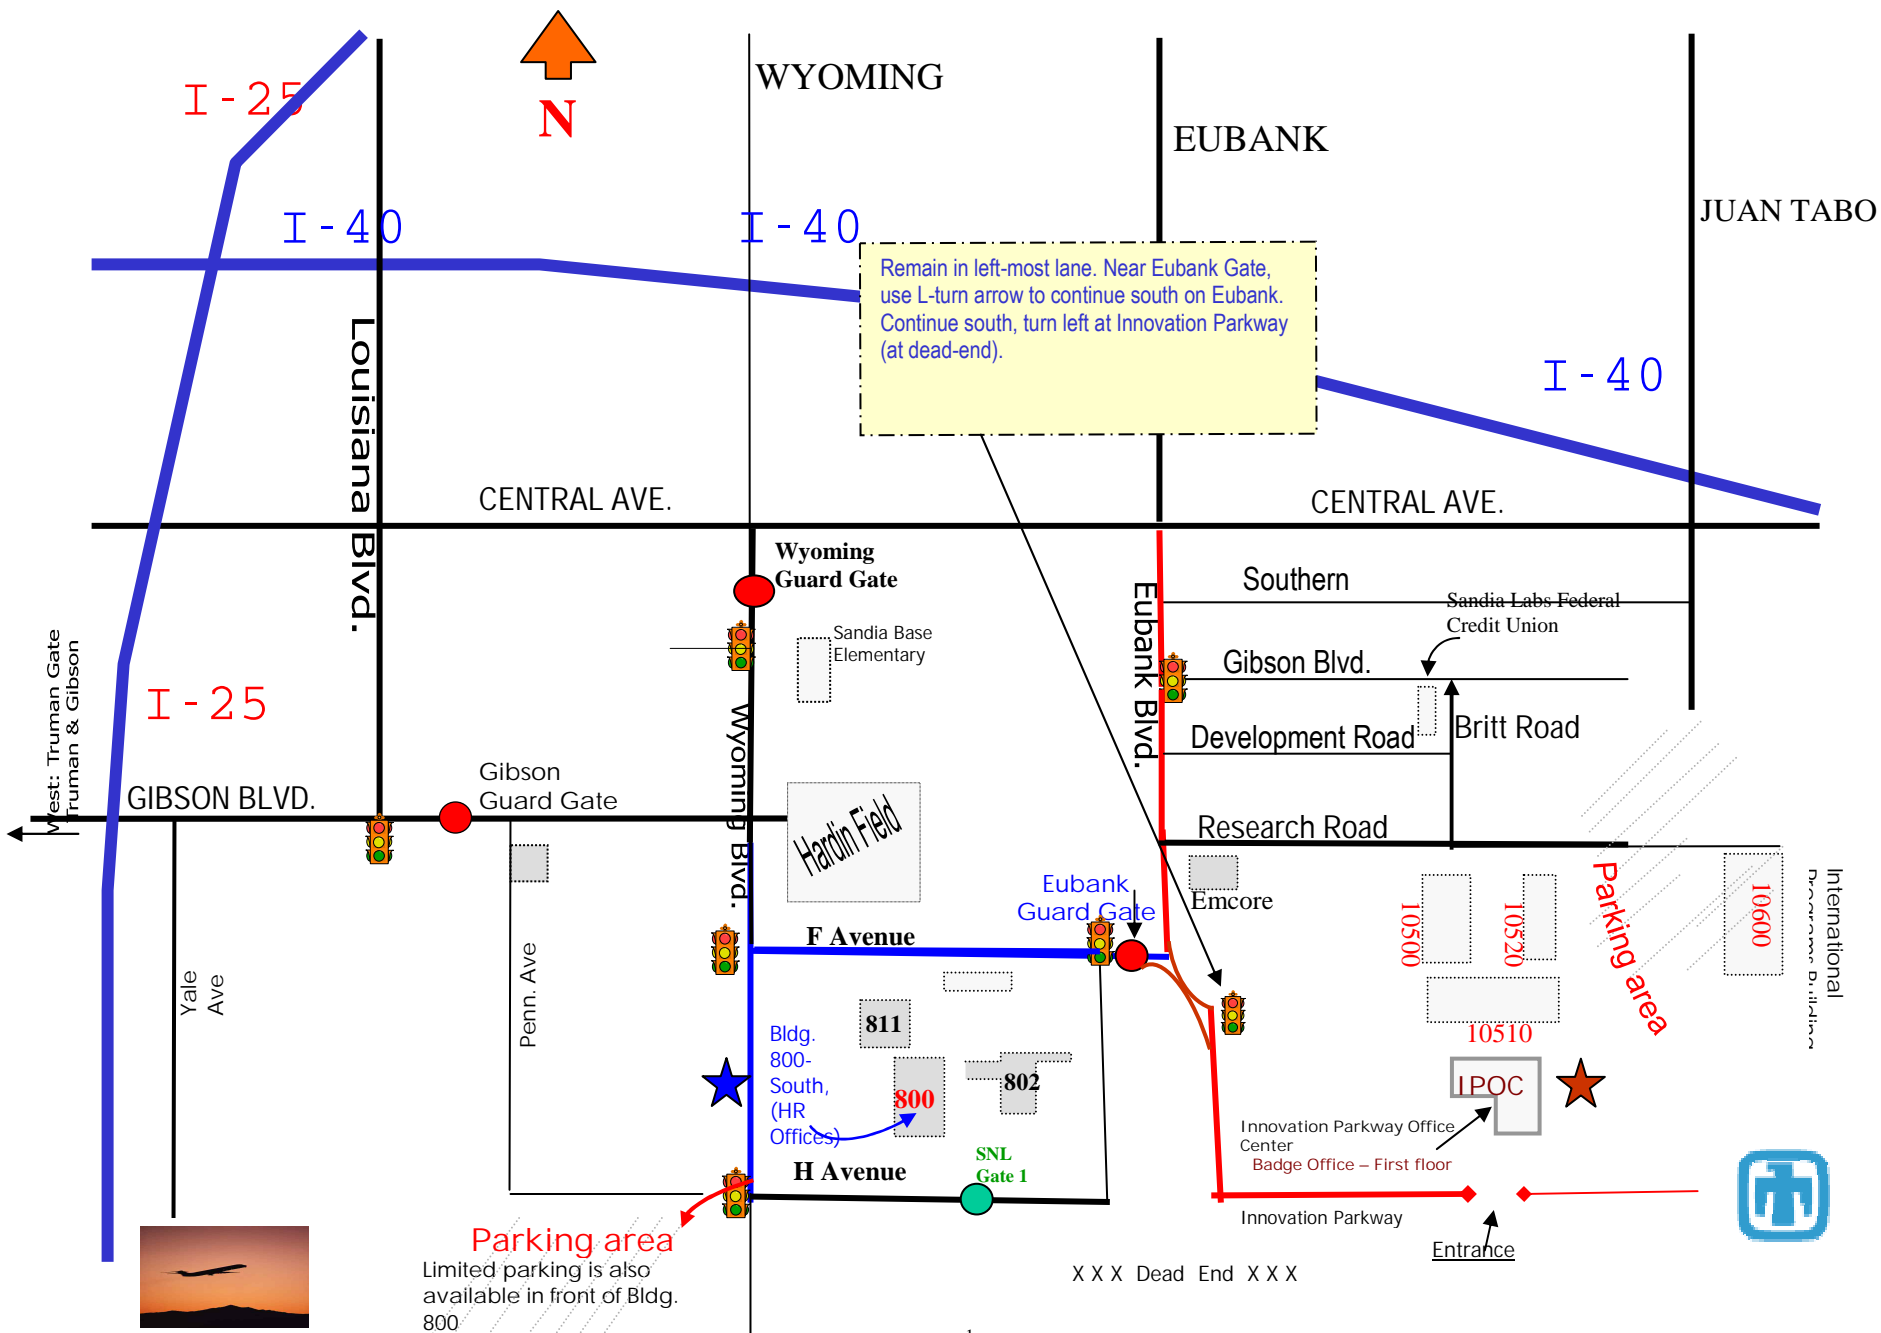 WYOMING
I-25
N
EUBANK
JUAN TABO
I-40
I-40
Remain in left-most lane. Near Eubank Gate,
use L-turn arrow to continue south on Eubank.
Continue south, turn left at Innovation Parkway
(at dead-end).
I-40
Louisiana Blvd.
CENTRAL AVE.
CENTRAL AVE.
Wyoming
Guard Gate
Southern
Sandia Labs Federal
Credit Union
Eubank Blvd.
Sandia Base
Elementary
Gibson Blvd.
West: Truman Gate
Truman & Gibson
I-25
Wyoming Blvd.
Development Road
Britt Road
Gibson
Guard Gate
GIBSON BLVD.
Hardin Field
Research Road
Parking area
Eubank
Guard Gate
Emcore
10500
10520
10600
International
Programs Building
F Avenue
Yale
Ave
Penn. Ave
811
Bldg.
800-
South,
(HR
Offices)
800
802
10510
IPOC
Innovation Parkway Office
Center
Badge Office – First floor
SNL
Gate 1
H Avenue
Innovation Parkway
Entrance
Parking area
Limited parking is also
available in front of Bldg.
800
X X X Dead End X X X